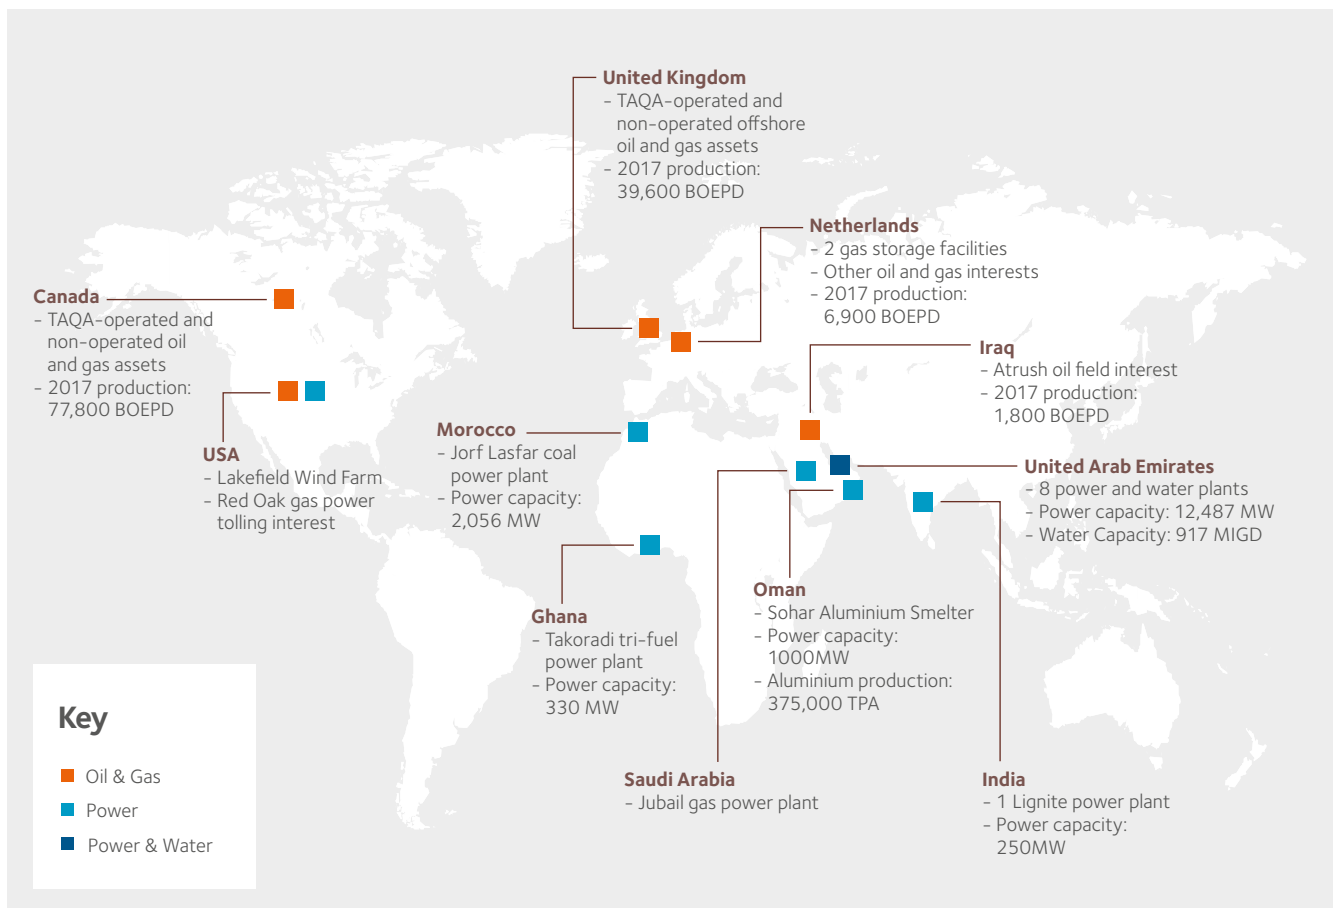 United Kingdom
- TAQA-operated and
non-operated offshore
oil and gas assets
- 2017 production:
39,600 BOEPD
Netherlands
- 2 gas storage facilities
- Other oil and gas interests
- 2017 production:
6,900 BOEPD
Canada
- TAQA-operated and
non-operated oil
and gas assets
- 2017 production:
77,800 BOEPD
Iraq
- Atrush oil field interest
- 2017 production:
1,800 BOEPD
USA
- Lakefield Wind Farm
- Red Oak gas power
tolling interest
Morocco
- Jorf Lasfar coal
power plant
- Power capacity:
2,056 MW
United Arab Emirates
- 8 power and water plants
- Power capacity: 12,487 MW
- Water Capacity: 917 MIGD
Ghana
- Takoradi tri-fuel
power plant
- Power capacity:
330 MW
Oman
- Sohar Aluminium Smelter
- Power capacity:
1000MW
- Aluminium production:
375,000 TPA
Saudi Arabia
- Jubail gas power plant
India
- 1 Lignite power plant
- Power capacity:
250MW
Key
Oil & Gas
Power
Power & Water